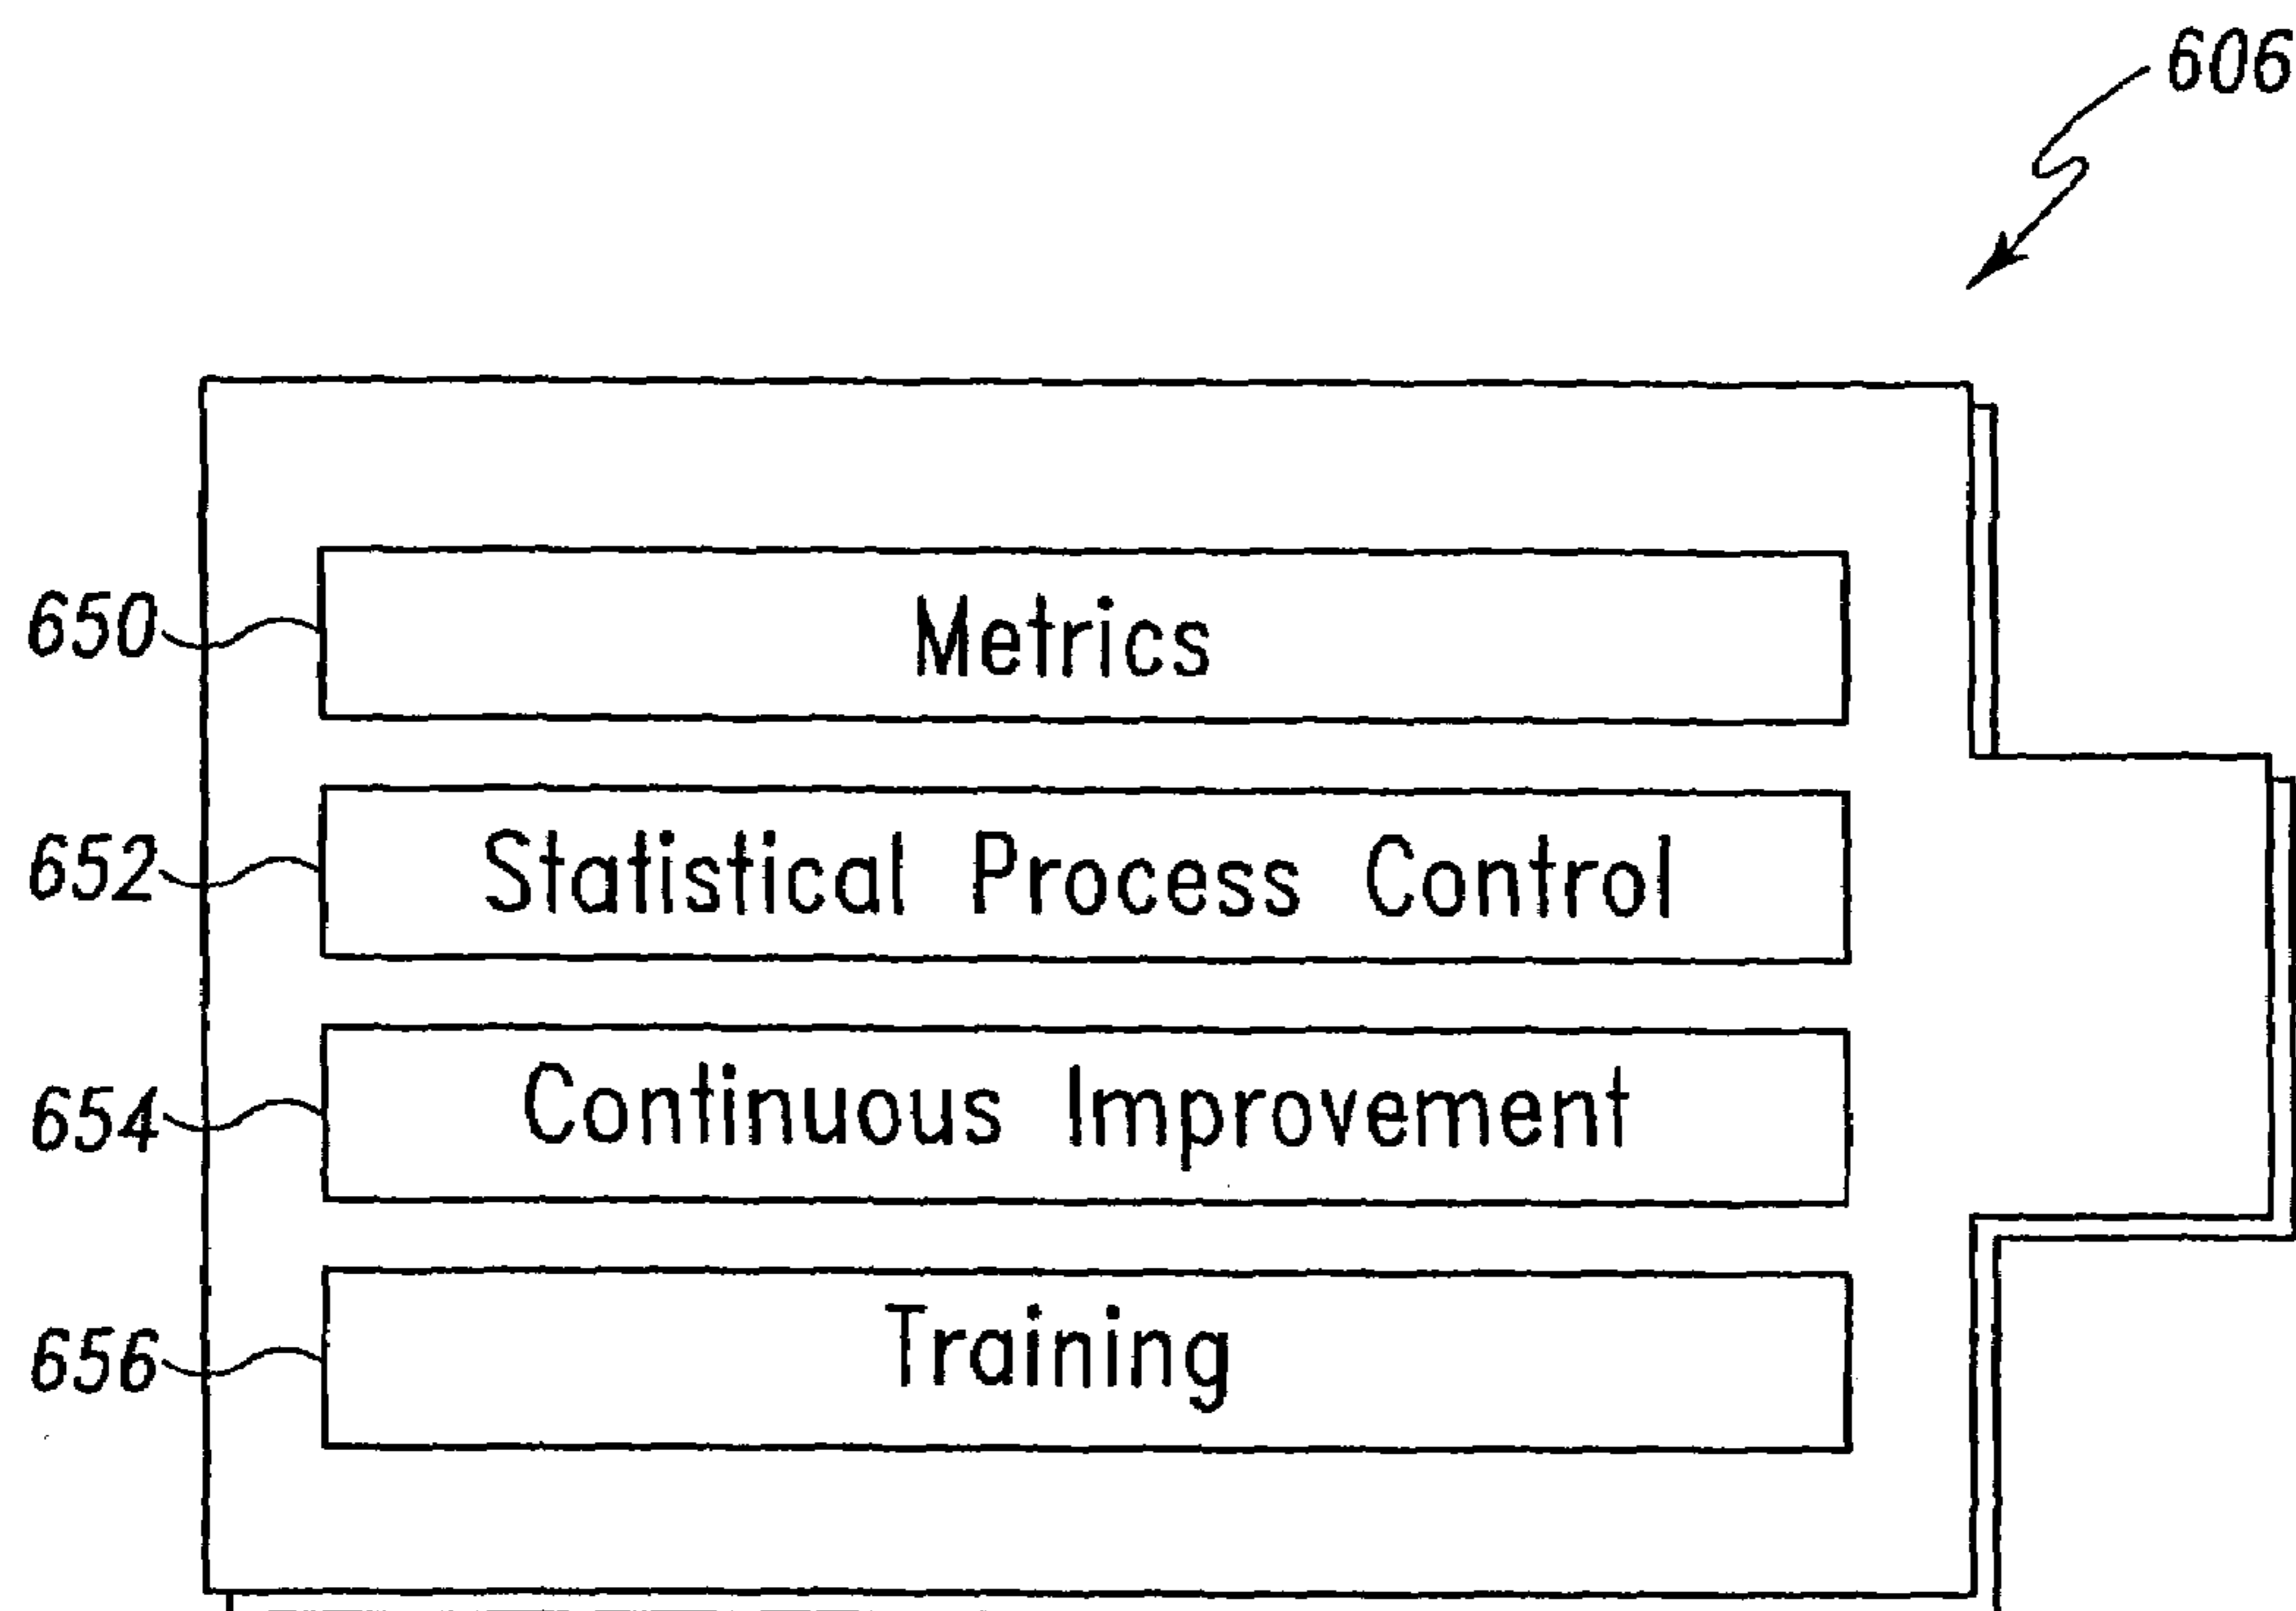 606
650 Metrics
652 Statistical Process Control
654 Continuous Improvement
656 Training